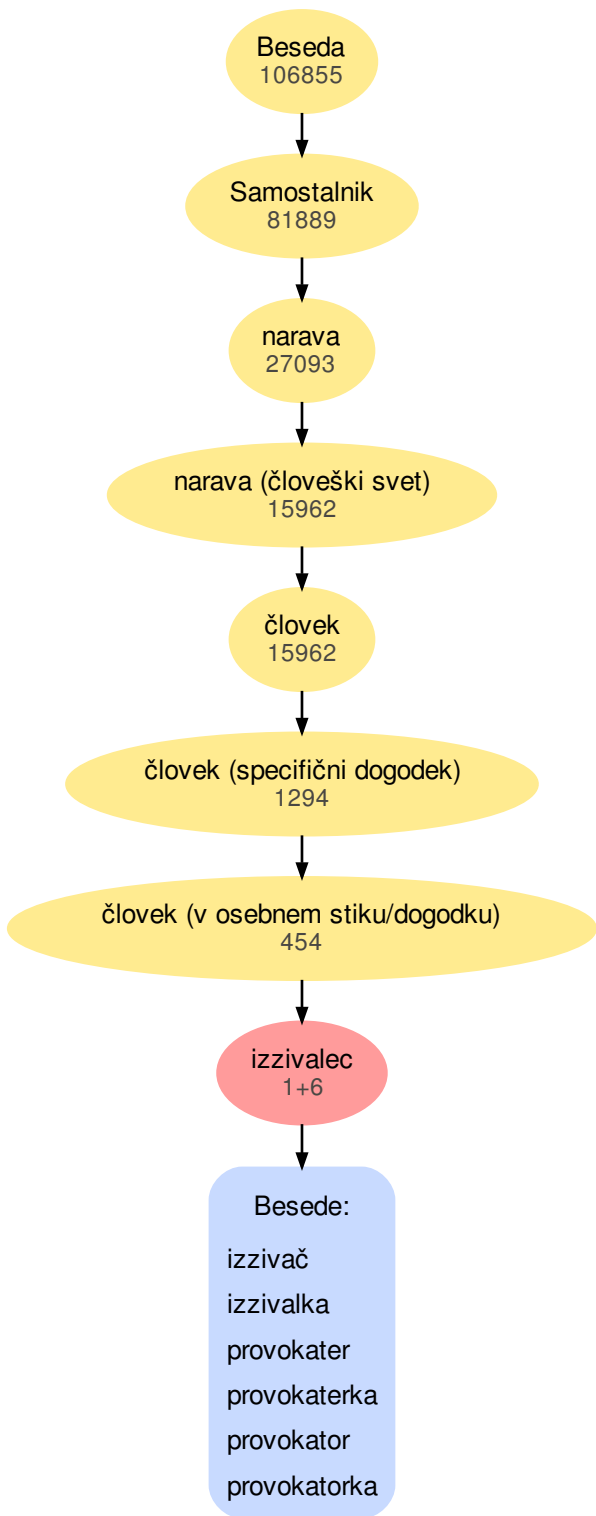 Beseda
106855
Samostalnik
81889
narava
27093
narava (človeški svet)
15962
človek
15962
človek (specifični dogodek)
1294
človek (v osebnem stiku/dogodku)
454
izzivalec
1+6
Besede:
izzivač
izzivalka
provokater
provokaterka
provokator
provokatorka